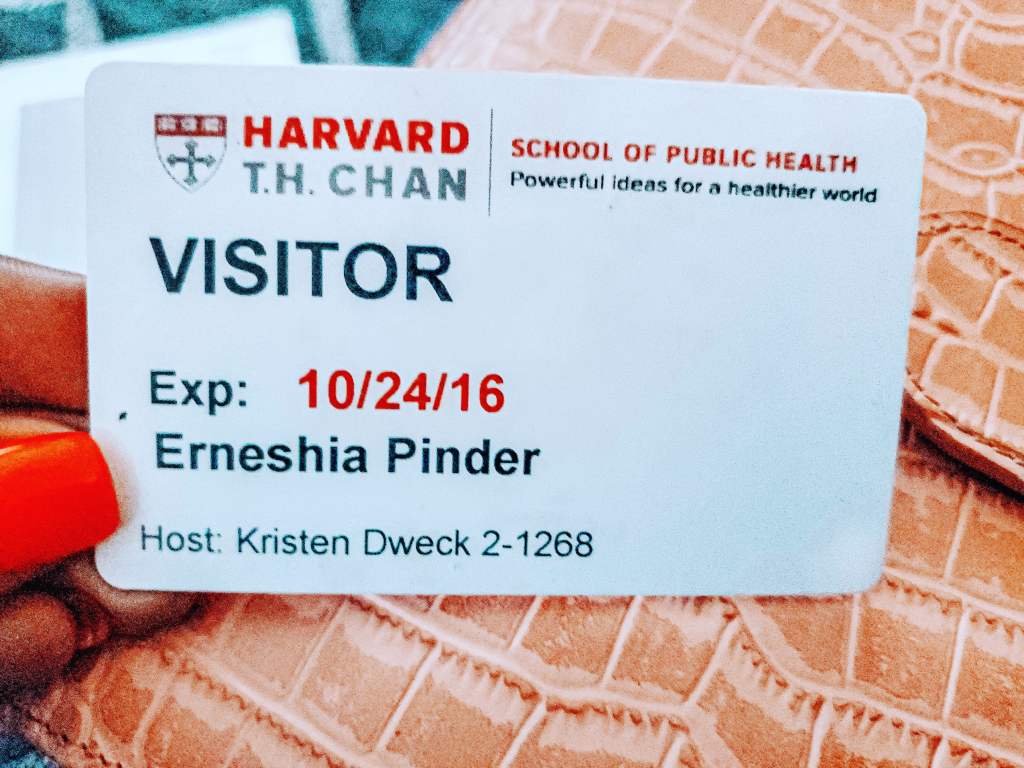 HARVARD
T.H. CHAN
SCHOOL OF PUBLIC HEALTH
Powerful ideas for a healthier world
VISITOR
Exp: 10/24/16
Erneshia Pinder
Host: Kristen Dweck 2-1268